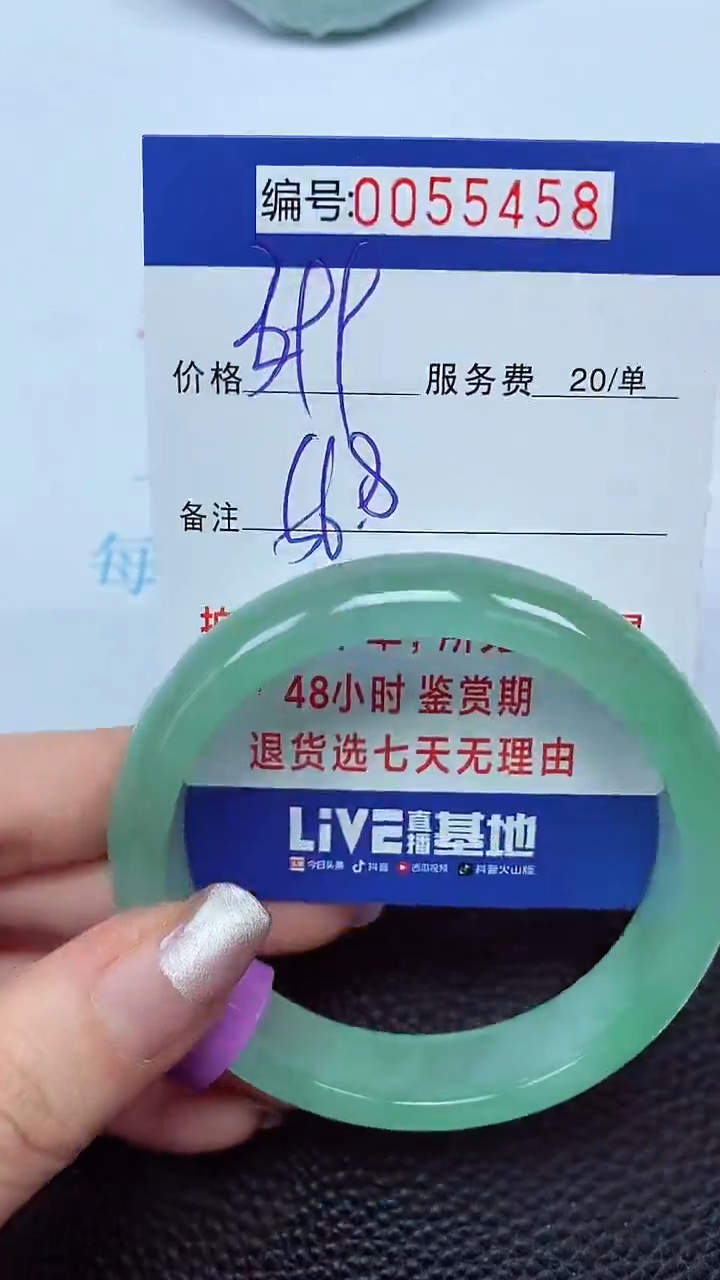 编号:0055458
价格 服务费 20/单
备注 56.8
48小时 鉴赏期
退货选七天无理由
LiVE直播基地
今日头条 抖音 西瓜视频 抖音火山版
每